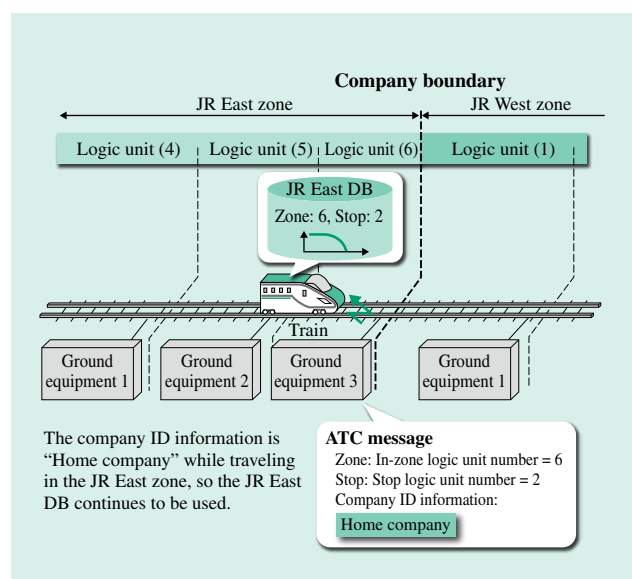 Company boundary
JR East zone
JR West zone
Logic unit (4)
Logic unit (5)
Logic unit (6)
Logic unit (1)
JR East DB
Zone: 6, Stop: 2
Train
Ground
equipment 1
Ground
equipment 2
Ground
equipment 3
Ground
equipment 1
The company ID information is
“Home company” while traveling
in the JR East zone, so the JR East
DB continues to be used.
ATC message
Zone: In-zone logic unit number = 6
Stop: Stop logic unit number = 2
Company ID information:
Home company